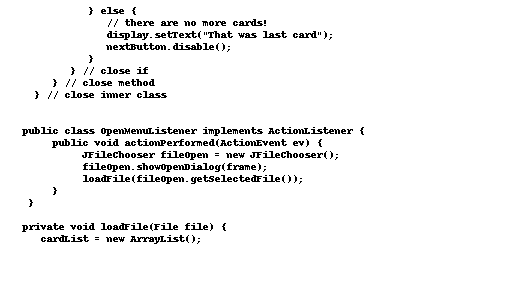 } else {
// there are no more cards!
display.setText("That was last card");
nextButton.disable();
}
} // close if
} // close method
} // close inner class
public class OpenMenuListener implements ActionListener {
public void actionPerformed(ActionEvent ev) {
JFileChooser fileOpen = new JFileChooser();
fileOpen.showOpenDialog(frame);
loadFile(fileOpen.getSelectedFile());
}
}
private void loadFile(File file) {
cardList = new ArrayList();